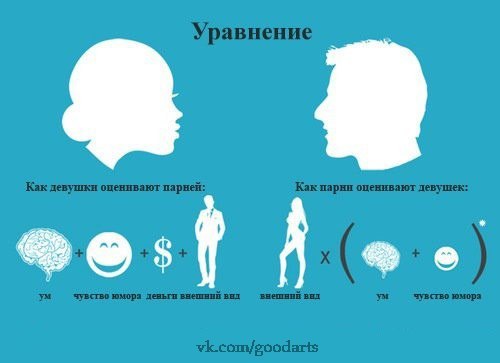 Уравнение
Как девушки оценивают парней:
Как парни оценивают девушек:
+ + $ +
x ( + )*
ум чувство юмора деньги внешний вид
внешний вид ум чувство юмора
vk.com/goodarts